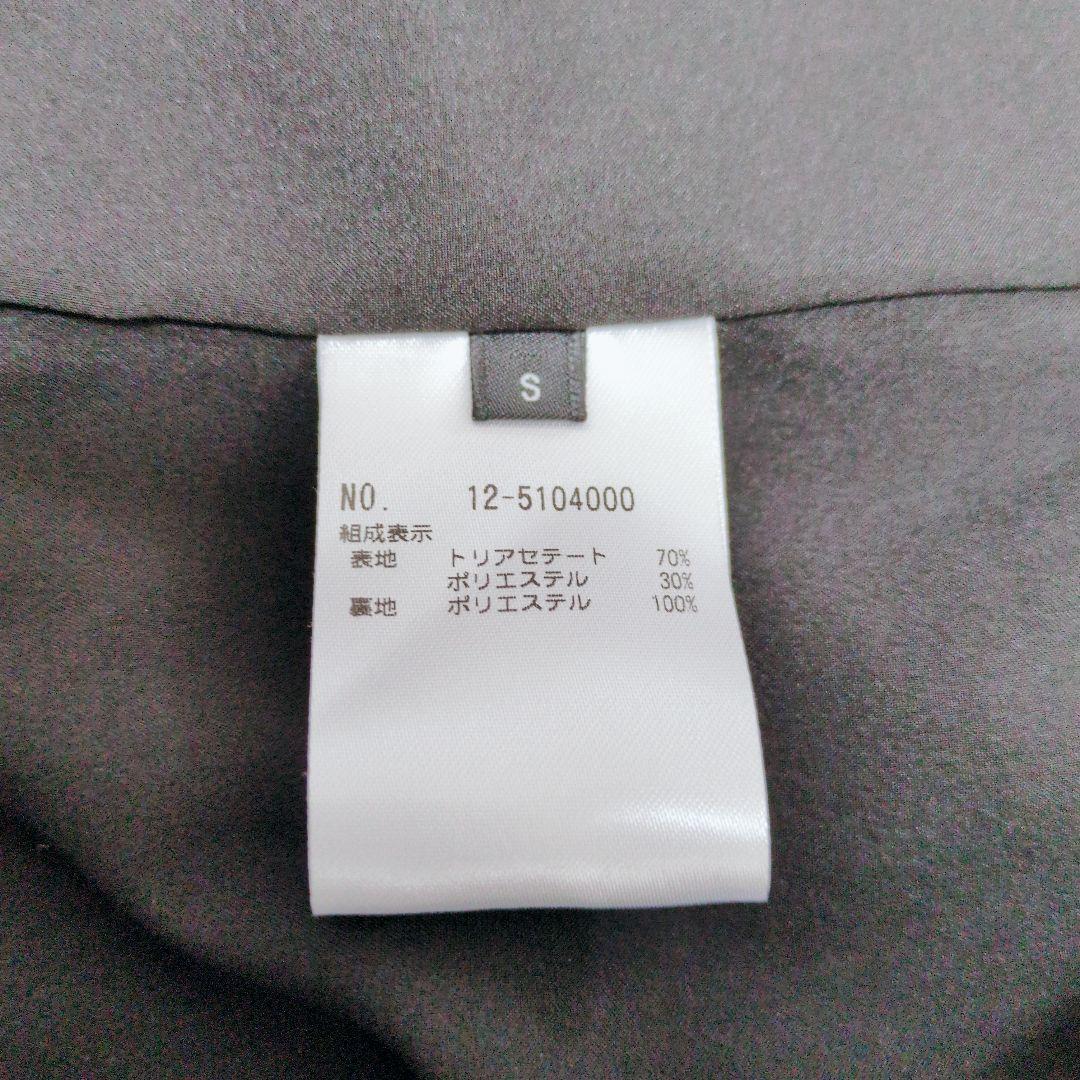 S
NO. 12-5104000
組成表示
表地 トリアセテート 70%
ポリエステル 30%
裏地 ポリエステル 100%